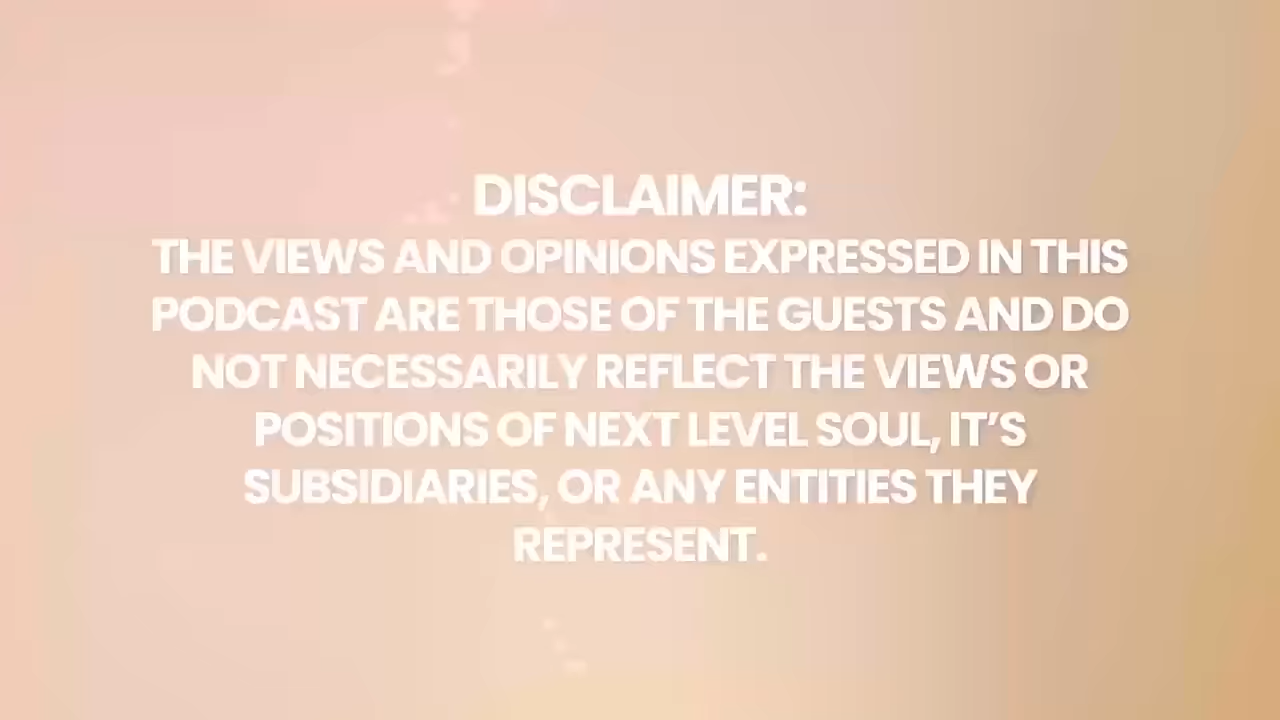 DISCLAIMER:
THE VIEWS AND OPINIONS EXPRESSED IN THIS
PODCAST ARE THOSE OF THE GUESTS AND DO
NOT NECESSARILY REFLECT THE VIEWS OR
POSITIONS OF NEXT LEVEL SOUL, IT’S
SUBSIDIARIES, OR ANY ENTITIES THEY
REPRESENT.